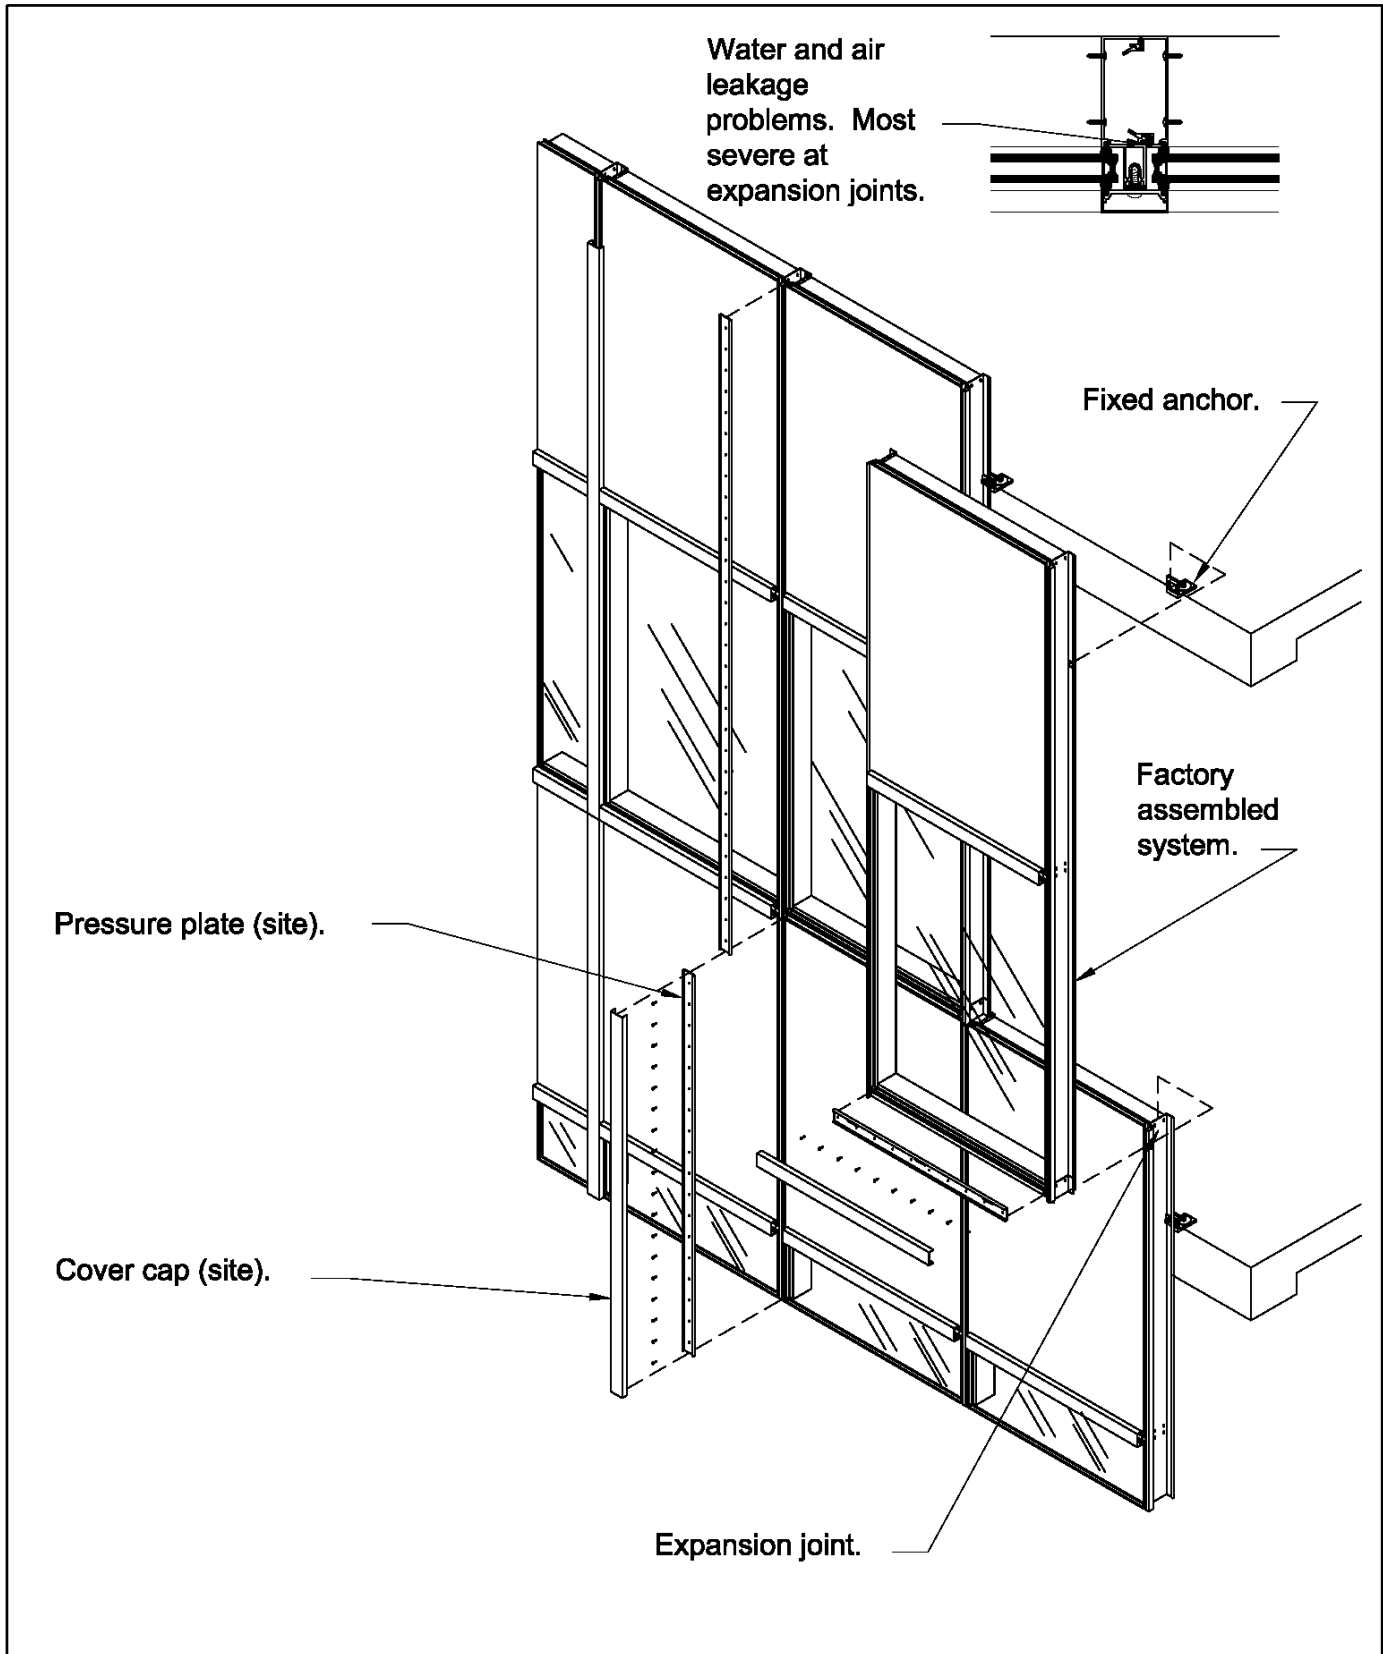 Water and air
leakage
problems. Most
severe at
expansion joints.
Fixed anchor.
Factory
assembled
system.
Pressure plate (site).
Cover cap (site).
Expansion joint.